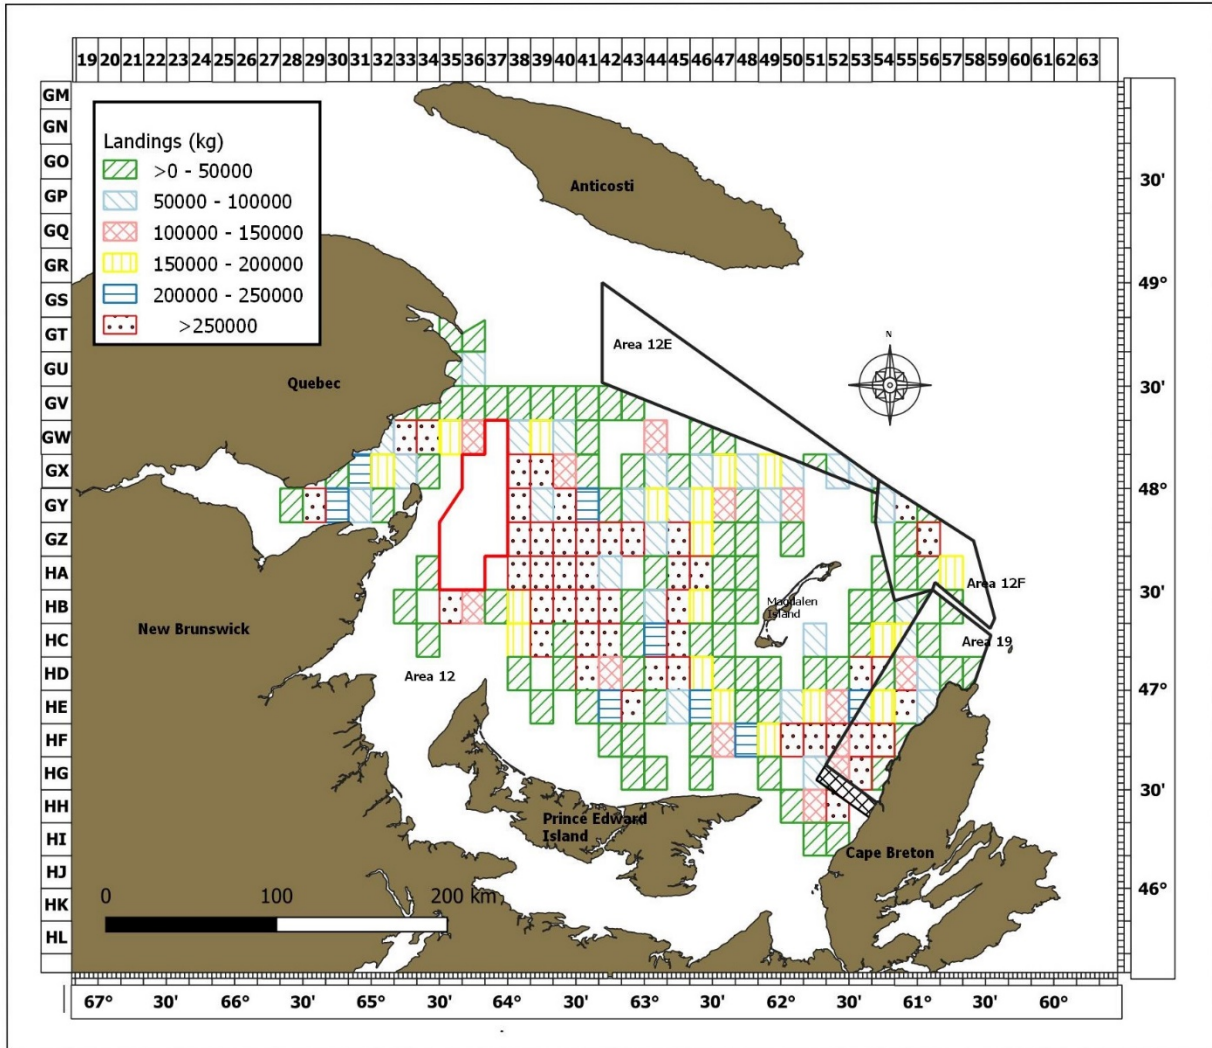 19 20 21 22 23 24 25 26 27 28 29 30 31 32 33 34 35 36 37 38 39 40 41 42 43 44 45 46 47 48 49 50 51 52 53 54 55 56 57 58 59 60 61 62 63
GM
GN
GO
GP
GQ
GR
GS
GT
GU
GV
GW
GX
GY
GZ
HA
HB
HC
HD
HE
HF
HG
HH
HI
HJ
HK
HL
Landings (kg)
>0 - 50000
50000 - 100000
100000 - 150000
150000 - 200000
200000 - 250000
>250000
Anticosti
Quebec
Area 12E
N
New Brunswick
Area 12
Magdalen
Island
Area 12F
Area 19
Prince Edward
Island
Cape Breton
0 100 200 km
30'
49°
30'
48°
30'
47°
30'
46°
67° 30' 66° 30' 65° 30' 64° 30' 63° 30' 62° 30' 61° 30' 60°